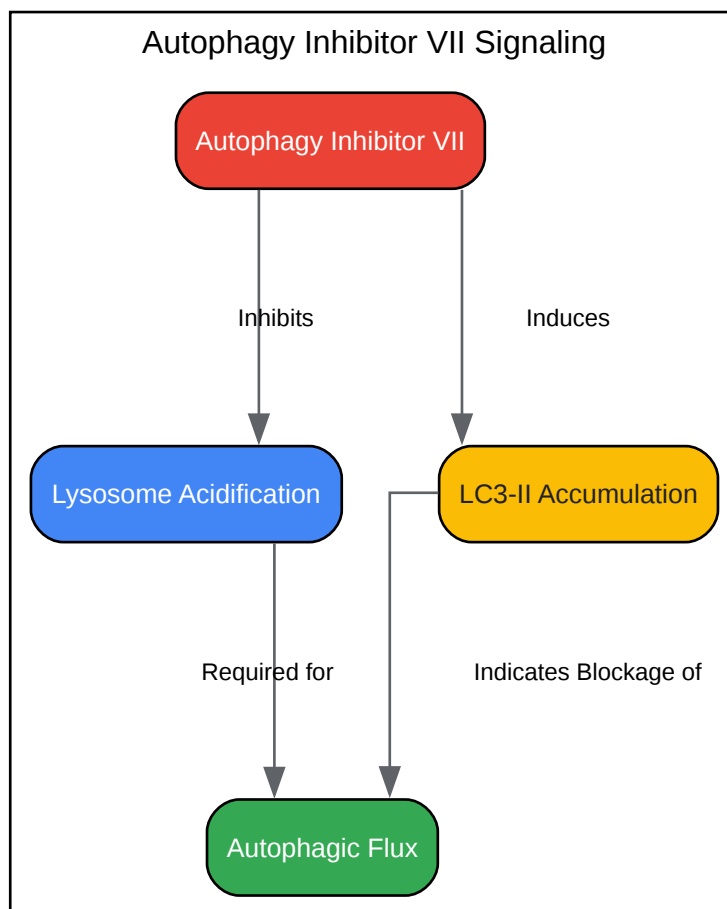 Autophagy Inhibitor VII Signaling
Autophagy Inhibitor VII
Inhibits
Induces
Lysosome Acidification
LC3-II Accumulation
Required for
Indicates Blockage of
Autophagic Flux